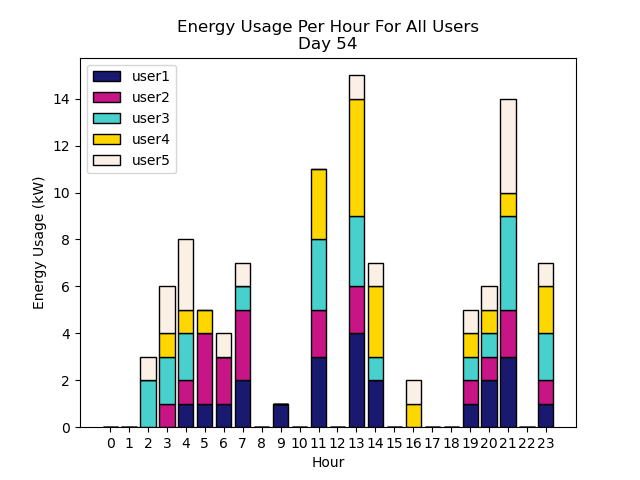 Energy Usage Per Hour For All Users
Day 54
user1
user2
user3
user4
user5
Energy Usage (kW)
14
12
10
8
6
4
2
0
0 1 2 3 4 5 6 7 8 9 10 11 12 13 14 15 16 17 18 19 20 21 22 23
Hour